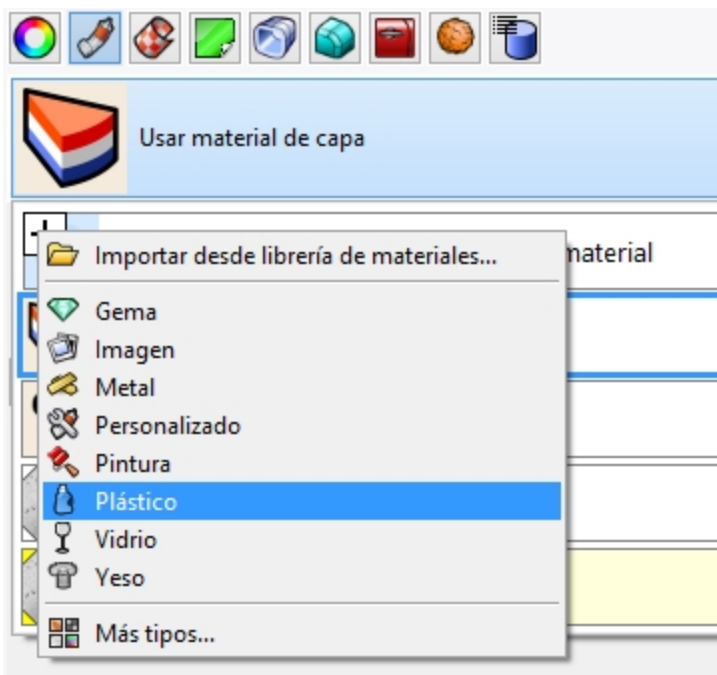 Usar material de capa
material
Importar desde librería de materiales...
Gema
Imagen
Metal
Personalizado
Pintura
Plástico
Vidrio
Yeso
Más tipos...